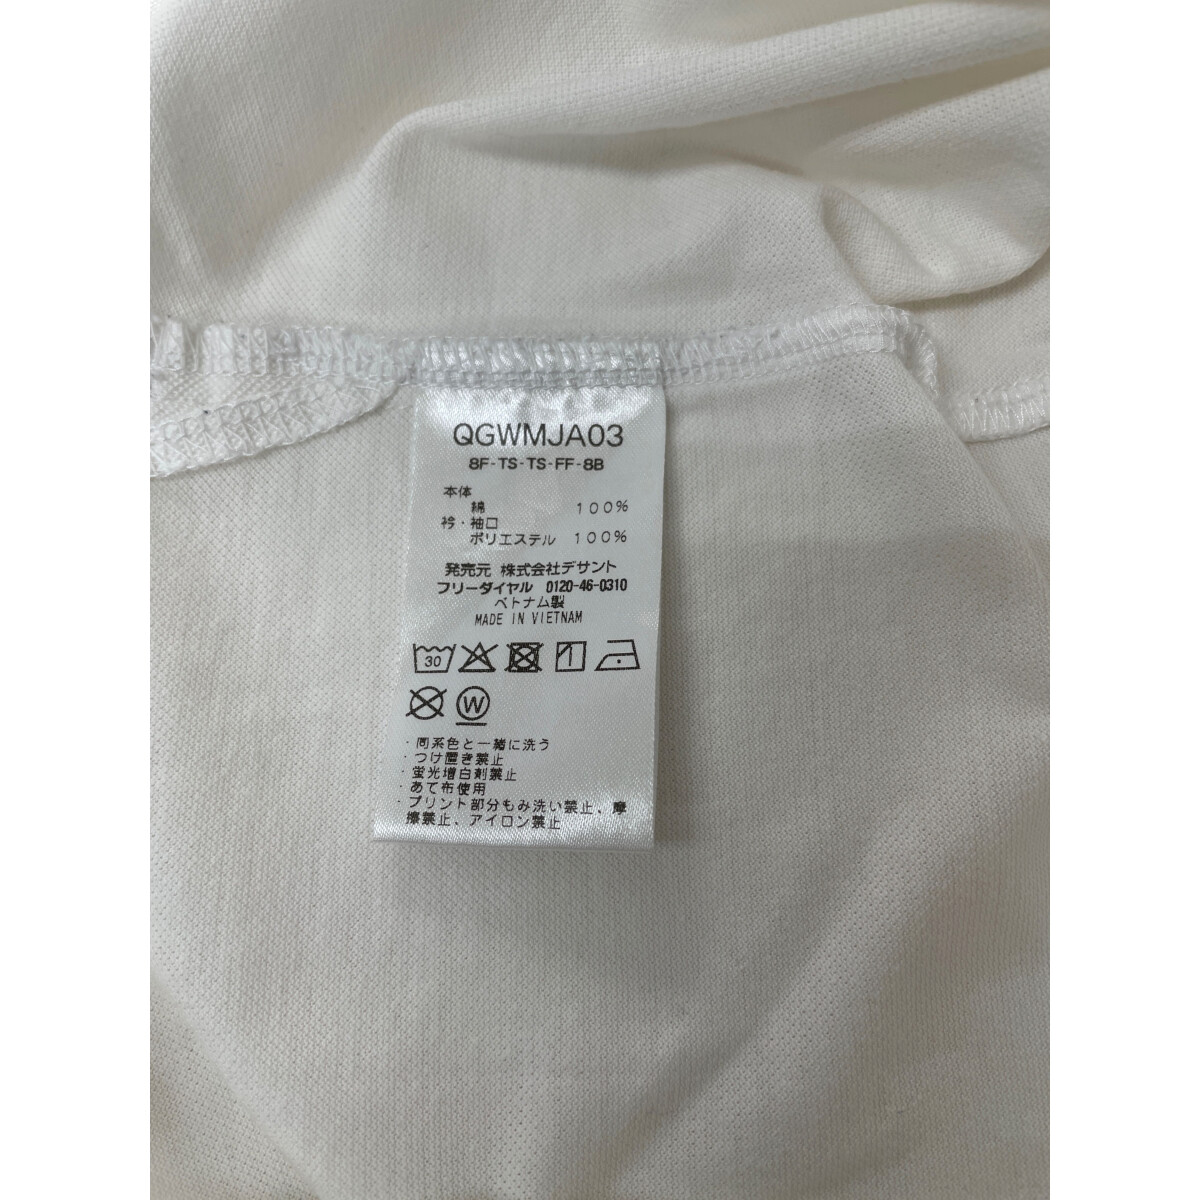 QGWMJA03
8F-TS-TS-FF-8B
本体
綿 100%
衿・袖口
ポリエステル 100%
発売元 株式会社デサント
フリーダイヤル 0120-46-0310
ベトナム製
MADE IN VIETNAM
30
W
・同系色と一緒に洗う
・つけ置き禁止
・蛍光増白剤禁止
・あて布使用
・プリント部分もみ洗い禁止、摩
擦禁止、アイロン禁止